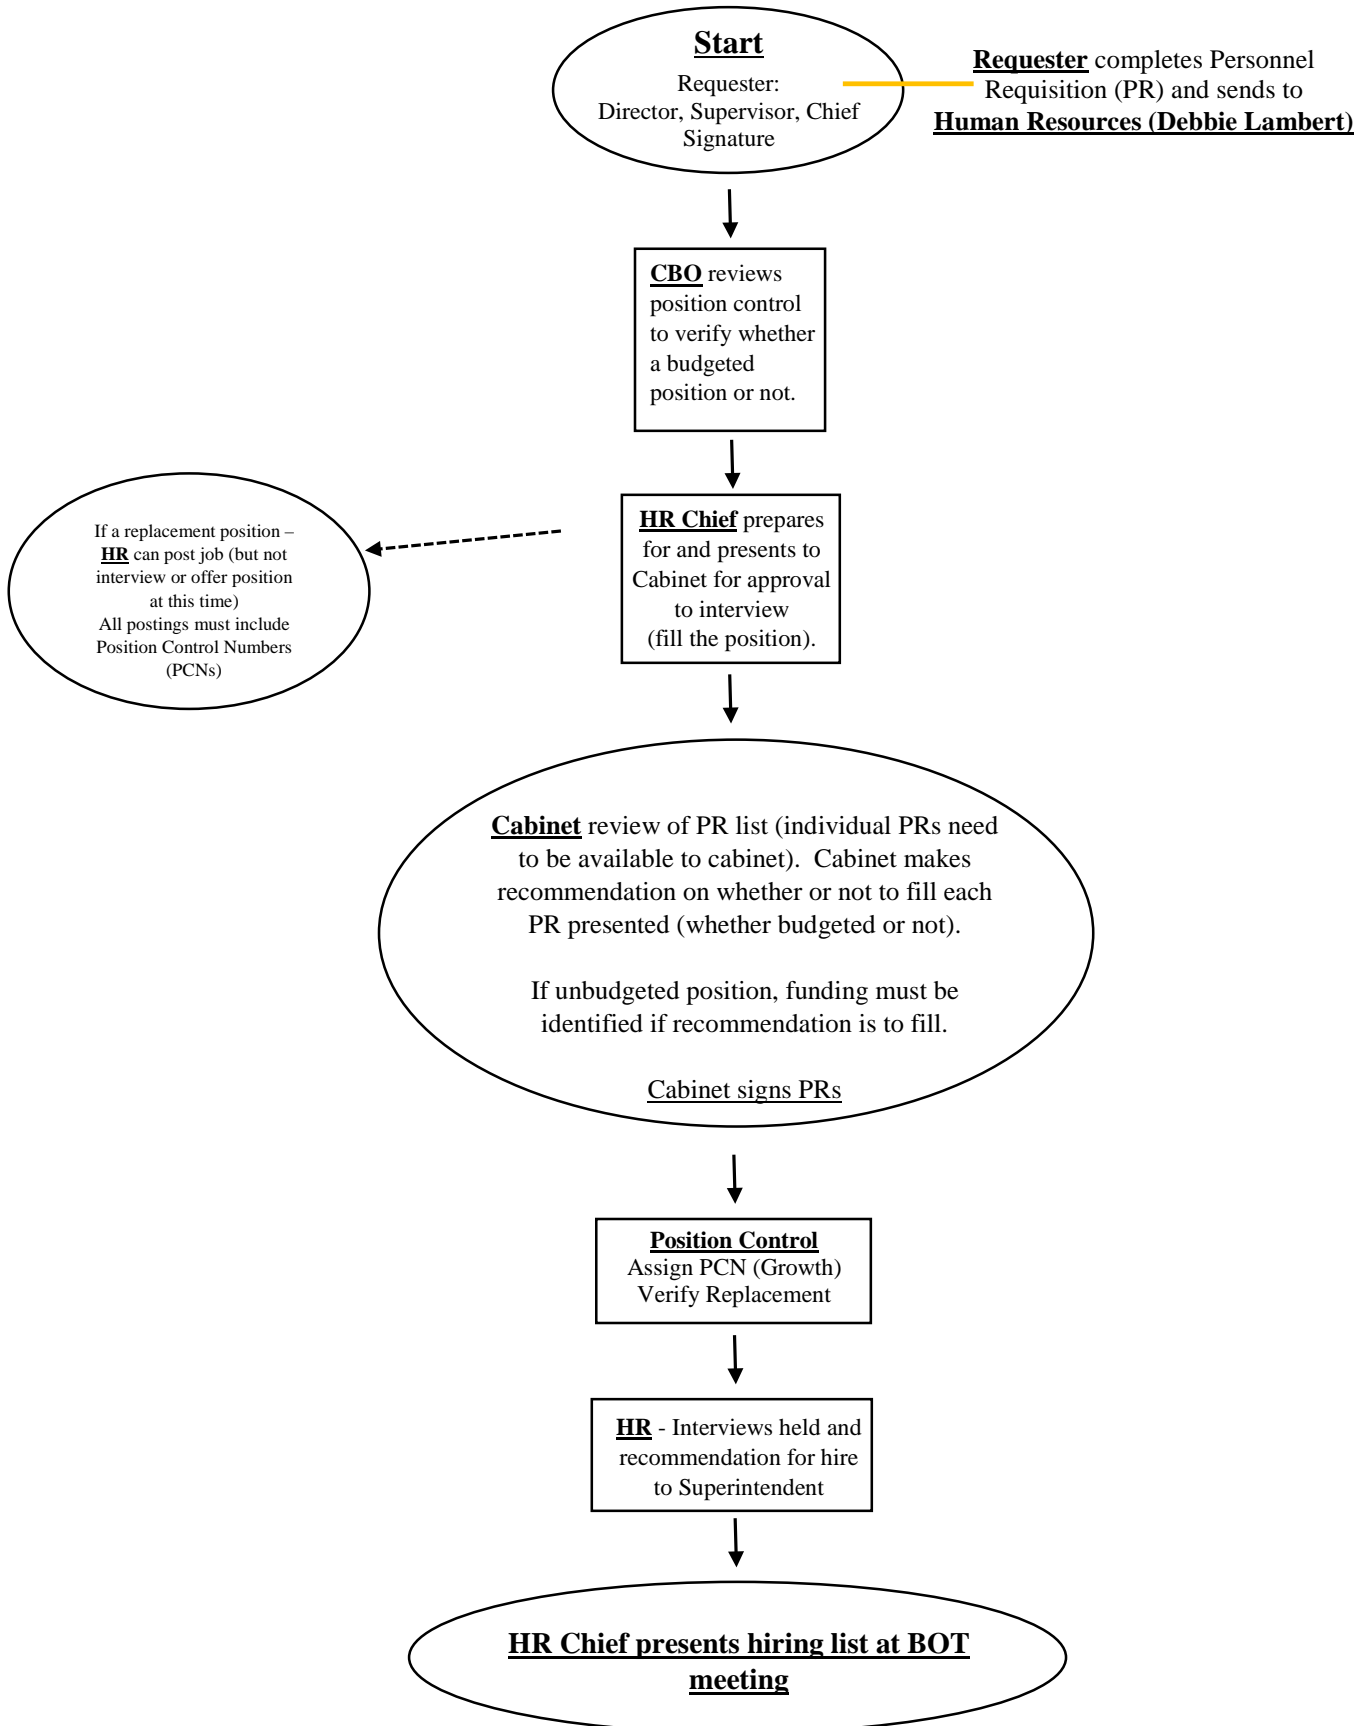 Start
Requester:
Director, Supervisor, Chief
Signature
Requester completes Personnel
Requisition (PR) and sends to
Human Resources (Debbie Lambert)
CBO reviews
position control
to verify whether
a budgeted
position or not.
If a replacement position –
HR can post job (but not
interview or offer position
at this time)
All postings must include
Position Control Numbers
(PCNs)
HR Chief prepares
for and presents to
Cabinet for approval
to interview
(fill the position).
Cabinet review of PR list (individual PRs need
to be available to cabinet).  Cabinet makes
recommendation on whether or not to fill each
PR presented (whether budgeted or not).
If unbudgeted position, funding must be
identified if recommendation is to fill.
Cabinet signs PRs
Position Control
Assign PCN (Growth)
Verify Replacement
HR - Interviews held and
recommendation for hire
to Superintendent
HR Chief presents hiring list at BOT
meeting